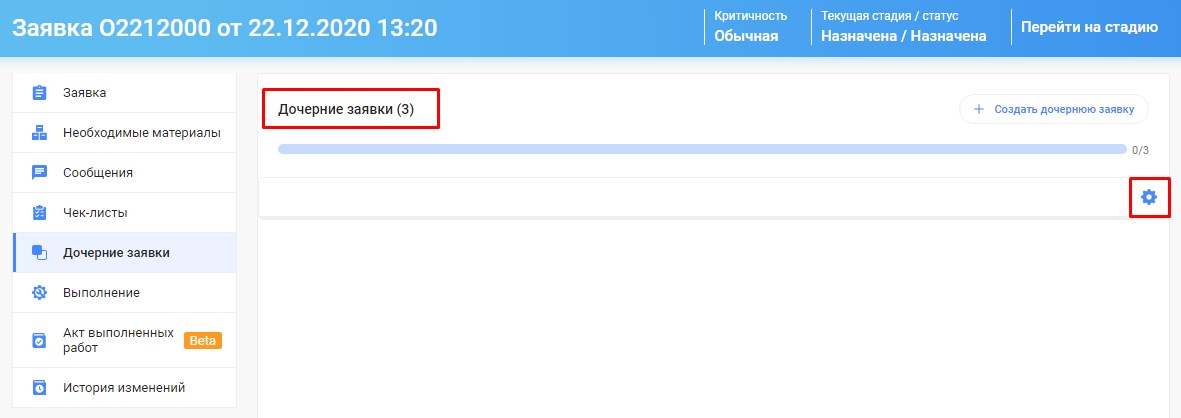 Заявка О2212000 от 22.12.2020 13:20
Критичность
Обычная
Текущая стадия / статус
Назначена / Назначена
Перейти на стадию
Заявка
Необходимые материалы
Сообщения
Чек-листы
Дочерние заявки
Выполнение
Акт выполненных
работ
Beta
История изменений
Дочерние заявки (3)
Создать дочернюю заявку
0/3